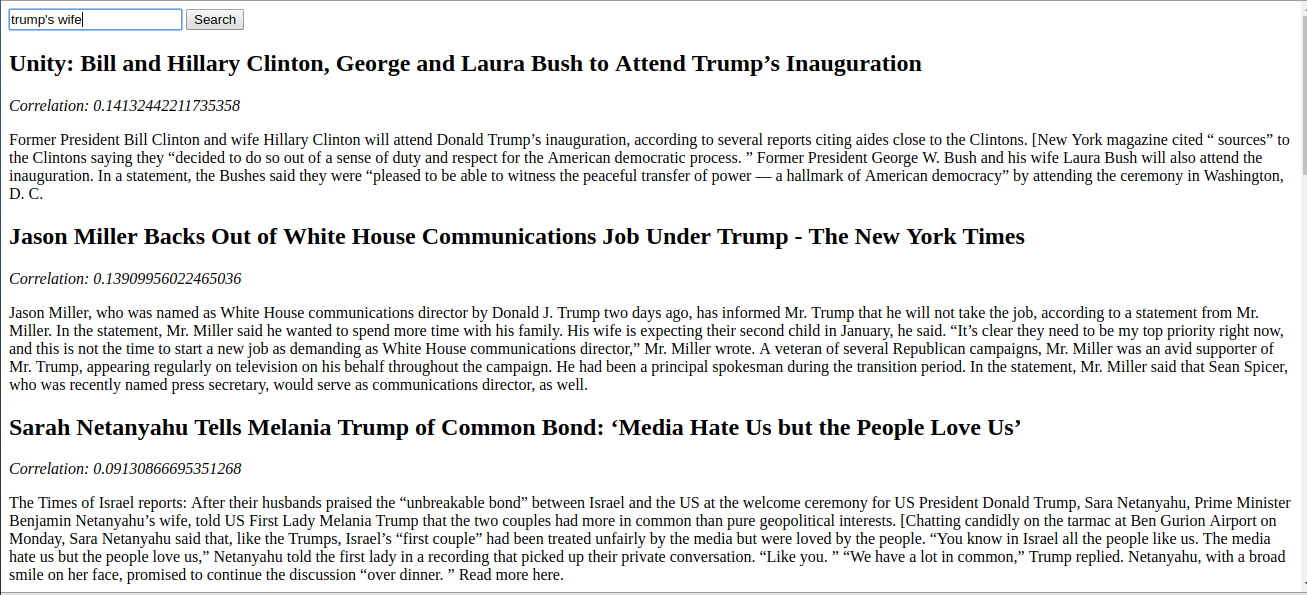 trump's wife Search
Unity: Bill and Hillary Clinton, George and Laura Bush to Attend Trump’s Inauguration
Correlation: 0.14132442211735358
Former President Bill Clinton and wife Hillary Clinton will attend Donald Trump’s inauguration, according to several reports citing aides close to the Clintons. [New York magazine cited “ sources” to
the Clintons saying they “decided to do so out of a sense of duty and respect for the American democratic process. ” Former President George W. Bush and his wife Laura Bush will also attend the
inauguration. In a statement, the Bushes said they were “pleased to be able to witness the peaceful transfer of power — a hallmark of American democracy” by attending the ceremony in Washington,
D. C.
Jason Miller Backs Out of White House Communications Job Under Trump - The New York Times
Correlation: 0.13909956022465036
Jason Miller, who was named as White House communications director by Donald J. Trump two days ago, has informed Mr. Trump that he will not take the job, according to a statement from Mr.
Miller. In the statement, Mr. Miller said he wanted to spend more time with his family. His wife is expecting their second child in January, he said. “It’s clear they need to be my top priority right now,
and this is not the time to start a new job as demanding as White House communications director,” Mr. Miller wrote. A veteran of several Republican campaigns, Mr. Miller was an avid supporter of
Mr. Trump, appearing regularly on television on his behalf throughout the campaign. He had been a principal spokesman during the transition period. In the statement, Mr. Miller said that Sean Spicer,
who was recently named press secretary, would serve as communications director, as well.
Sarah Netanyahu Tells Melania Trump of Common Bond: ‘Media Hate Us but the People Love Us’
Correlation: 0.09130866695351268
The Times of Israel reports: After their husbands praised the “unbreakable bond” between Israel and the US at the welcome ceremony for US President Donald Trump, Sara Netanyahu, Prime Minister
Benjamin Netanyahu’s wife, told US First Lady Melania Trump that the two couples had more in common than pure geopolitical interests. [Chatting candidly on the tarmac at Ben Gurion Airport on
Monday, Sara Netanyahu said that, like the Trumps, Israel’s “first couple” had been treated unfairly by the media but were loved by the people. “You know in Israel all the people like us. The media
hate us but the people love us,” Netanyahu told the first lady in a recording that picked up their private conversation. “Like you. ” “We have a lot in common,” Trump replied. Netanyahu, with a broad
smile on her face, promised to continue the discussion “over dinner. ” Read more here.